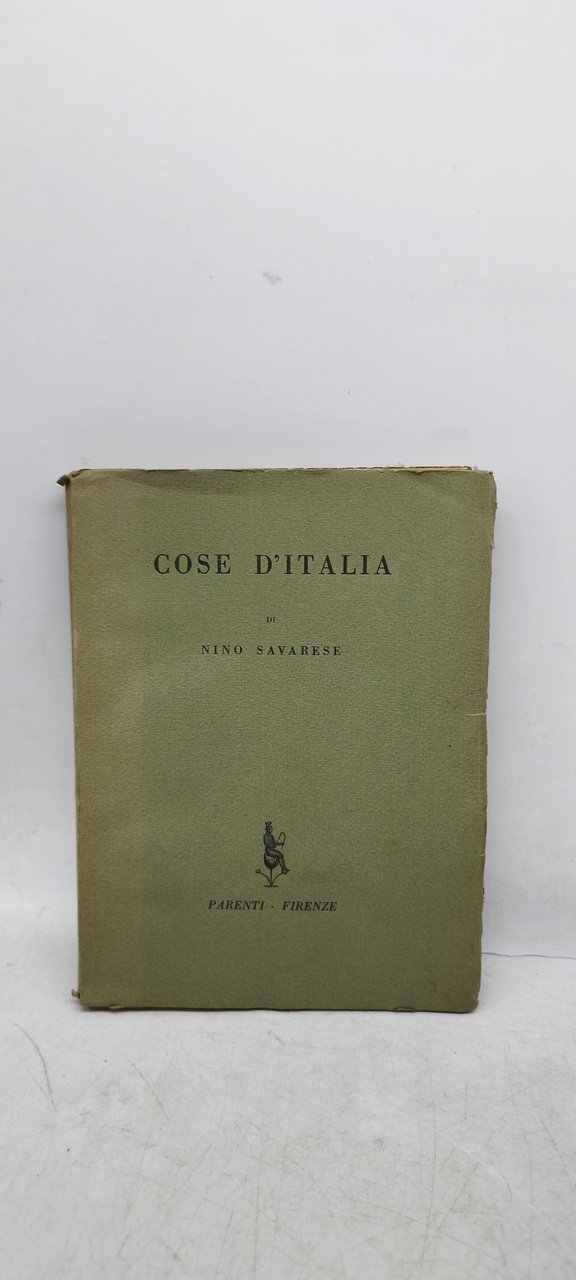 COSE D'ITALIA
DI
NINO SAVARESE
PARENTI - FIRENZE